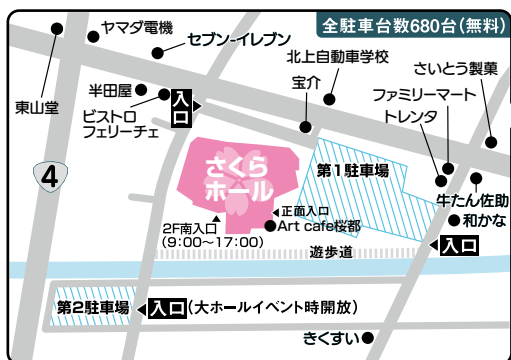 全駐車台数680台(無料)
ヤマダ電機
セブン-イレブン
東山堂
半田屋
ビストロ
フェリーチェ
入口
北上自動車学校
宝介
さいとう製菓
ファミリーマート
トレンタ
4
さくら
ホール
第1駐車場
牛たん佐助
和かな
正面入口
Art cafe桜都
2F南入口
(9:00〜17:00)
入口
遊歩道
第2駐車場
入口(大ホールイベント時開放)
きくすい